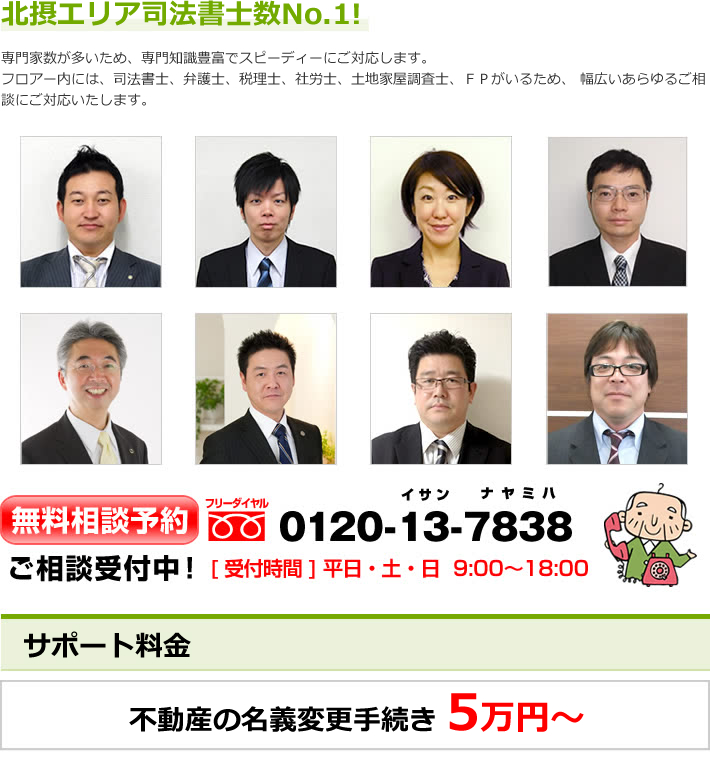 北摂エリア司法書士数No.1!
専門家数が多いため、専門知識豊富でスピーディーにご対応します。
フロアー内には、司法書士、弁護士、税理士、社労士、土地家屋調査士、ＦＰがいるため、 幅広いあらゆるご相
談にご対応いたします。
イサン ナヤミハ
無料相談予約 フリーダイヤル 0120-13-7838
ご相談受付中! [ 受付時間 ] 平日・土・日 9:00〜18:00
サポート料金
不動産の名義変更手続き 5万円〜